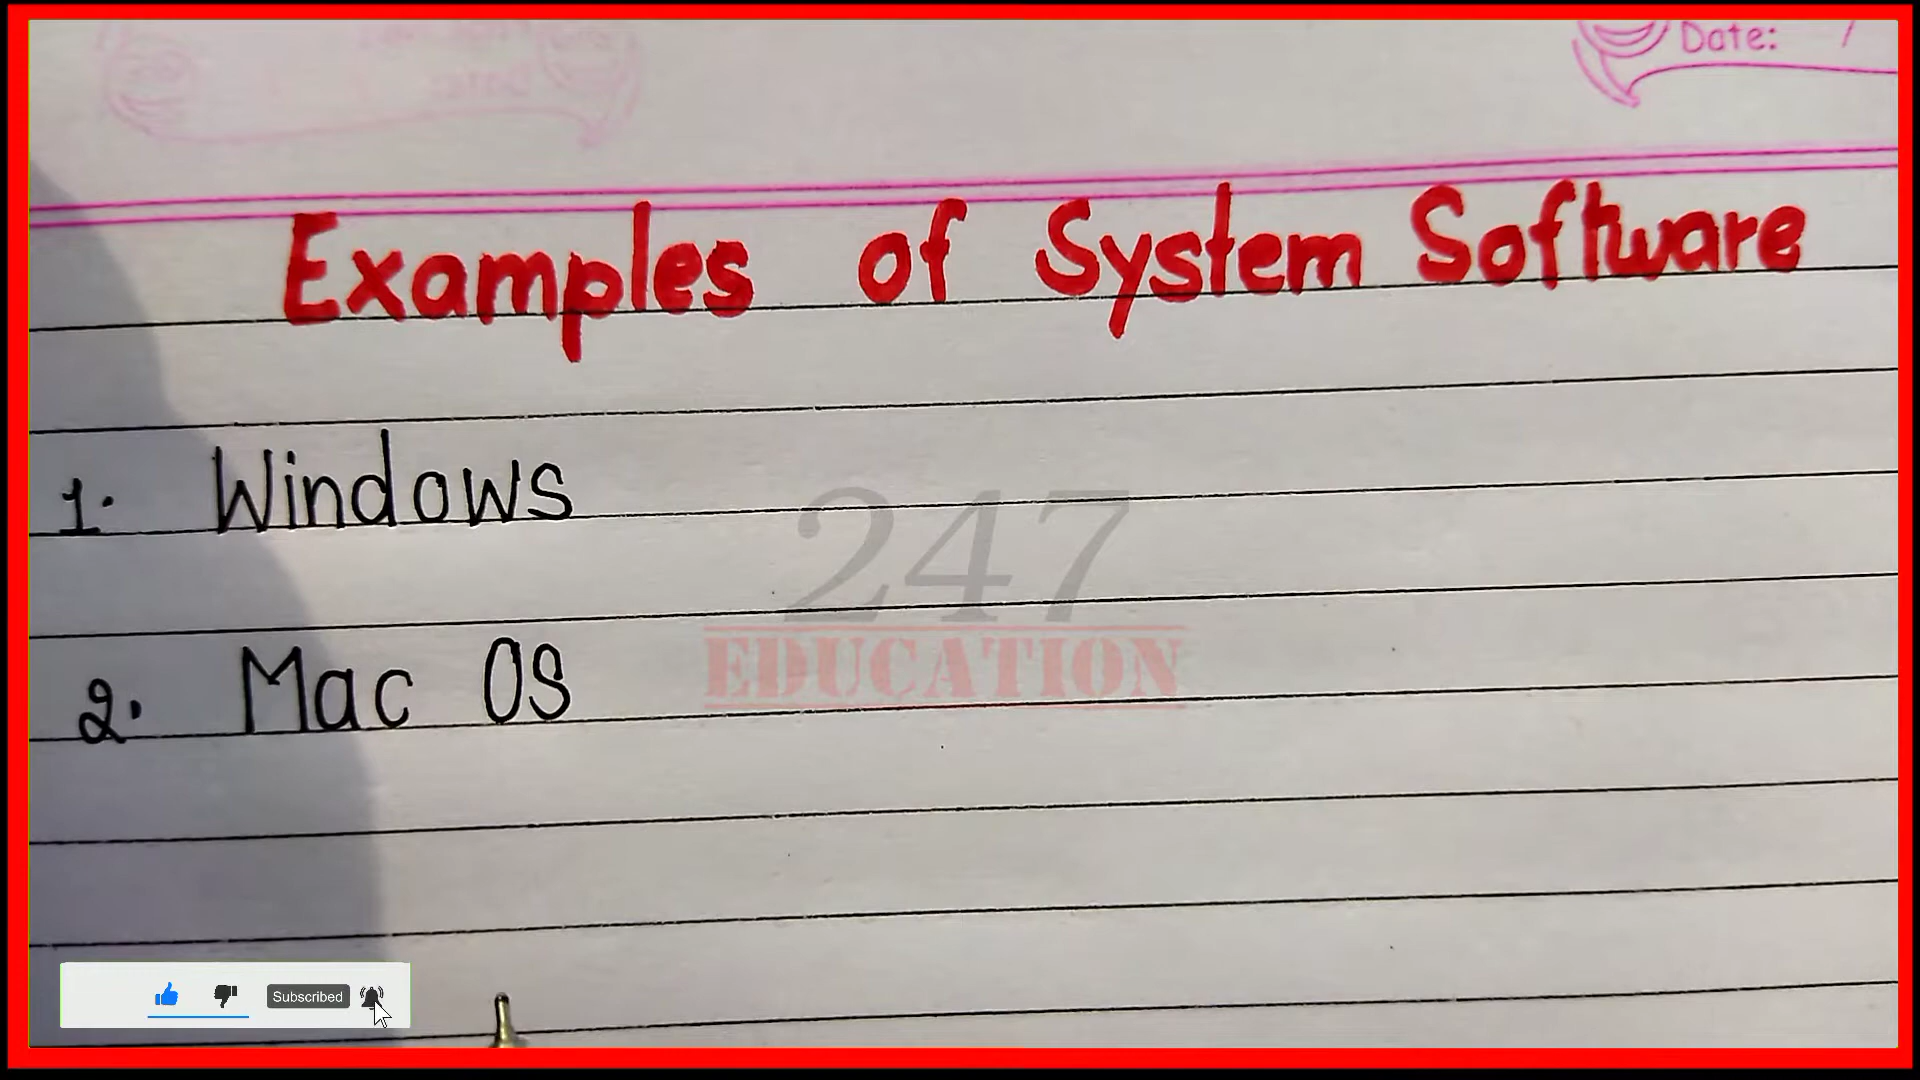 Date: /
Examples of System Software
1. Windows
247
EDUCATION
2. Mac OS
Subscribed